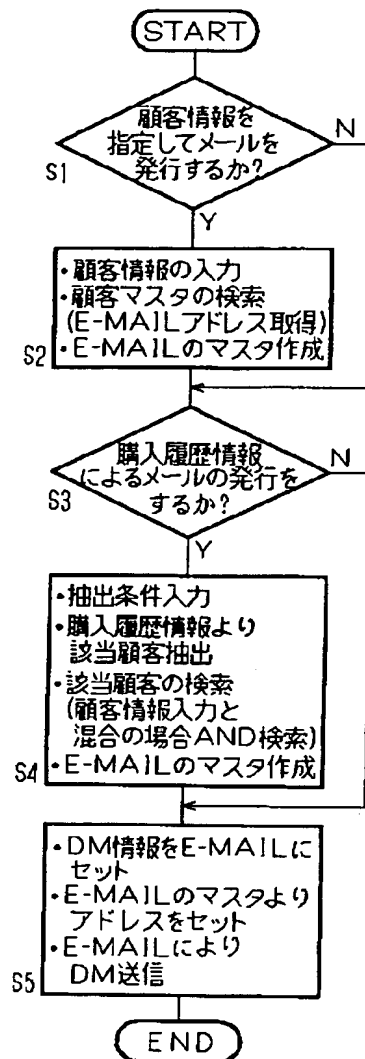 START
顧客情報を
指定してメールを
発行するか?
N
S1
Y
・顧客情報の入力
・顧客マスタの検索
(E-MAILアドレス取得)
・E-MAILのマスタ作成
S2
購入履歴情報
によるメールの発行を
するか?
N
S3
Y
・抽出条件入力
・購入履歴情報より
該当顧客抽出
・該当顧客の検索
(顧客情報入力と
混合の場合AND検索)
・E-MAILのマスタ作成
S4
・DM情報をE-MAILに
セット
・E-MAILのマスタより
アドレスをセット
・E-MAILにより
DM送信
S5
END